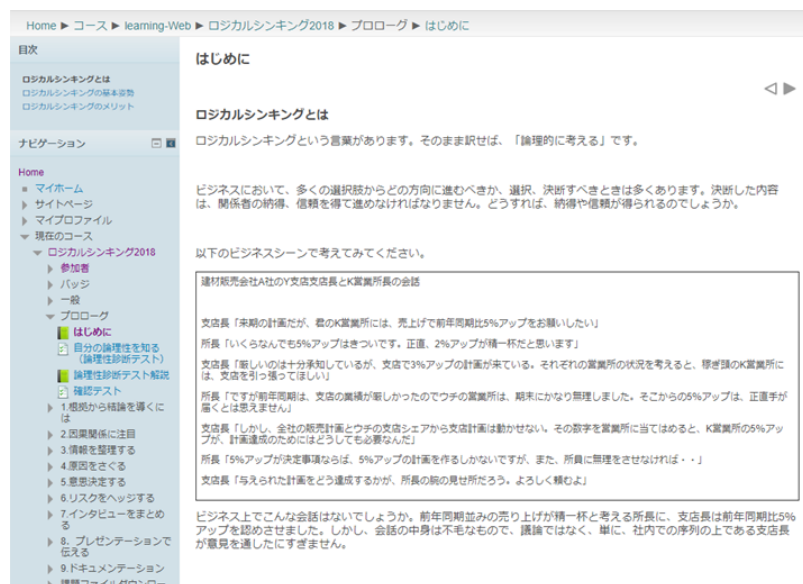 Home ▶ コース ▶ learning-Web ▶ ロジカルシンキング2018 ▶ プロローグ ▶ はじめに
目次
ロジカルシンキングとは
ロジカルシンキングの基本姿勢
ロジカルシンキングのメリット
ナビゲーション
Home
マイホーム
サイトページ
マイプロファイル
現在のコース
ロジカルシンキング2018
参加者
バッジ
一般
プロローグ
はじめに
自分の論理性を知る
(論理性診断テスト)
論理性診断テスト解説
確認テスト
1.根拠から結論を導くに
は
2.因果関係に注目
3.情報を整理する
4.原因をさぐる
5.意思決定する
6.リスクをヘッジする
7.インタビューをまとめ
る
8. プレゼンテーションで
伝える
9.ドキュメンテーション
課題ファイルダウンロー
はじめに
ロジカルシンキングとは
ロジカルシンキングという言葉があります。そのまま訳せば、「論理的に考える」です。
ビジネスにおいて、多くの選択肢からどの方向に進むべきか、選択、決断すべきときは多くあります。決断した内容
は、関係者の納得、信頼を得て進めなければなりません。どうすれば、納得や信頼が得られるのでしょうか。
以下のビジネスシーンで考えてみてください。
建材販売会社A社のY支店支店長とK営業所長の会話
支店長「来期の計画だが、君のK営業所には、売上げで前年同期比5%アップをお願いしたい」
所長「いくらなんでも5%アップはきついです。正直、2%アップが精一杯だと思います」
支店長「厳しいのは十分承知しているが、支店で3%アップの計画が来ている。それぞれの営業所の状況を考えると、稼ぎ頭のK営業所に
は、支店を引っ張ってほしい」
所長「ですが前年同期は、支店の業績が厳しかったのでウチの営業所は、期末にかなり無理しました。そこからの5%アップは、正直手が
届くとは思えません」
支店長「しかし、全社の販売計画とウチの支店シェアから支店計画は動かせない。その数字を営業所に当てはめると、K営業所の5%アッ
プが、計画達成のためにはどうしても必要なんだ」
所長「5%アップが決定事項ならば、5%アップの計画を作るしかないですが、また、所員に無理をさせなければ・・」
支店長「与えられた計画をどう達成するかが、所長の腕の見せ所だろう。よろしく頼むよ」
ビジネス上でこんな会話はないでしょうか。前年同期並みの売り上げが精一杯と考える所長に、支店長は前年同期比5%
アップを認めさせました。しかし、会話の中身は不毛なもので、議論ではなく、単に、社内での序列の上である支店長
が意見を通したにすぎません。